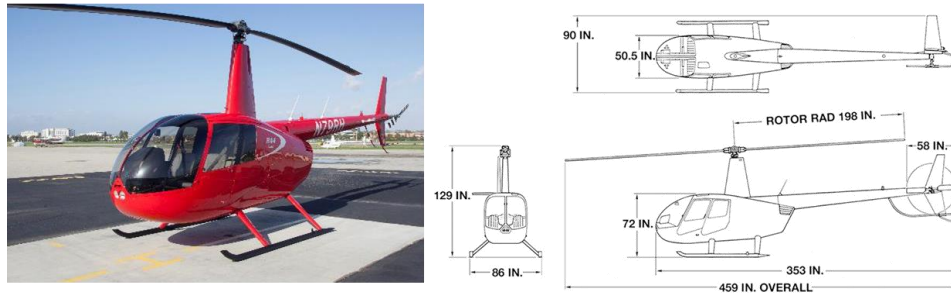 N79RH
90 IN.
50.5 IN.
ROTOR RAD 198 IN.
58 IN.
129 IN.
72 IN.
86 IN.
353 IN.
459 IN. OVERALL